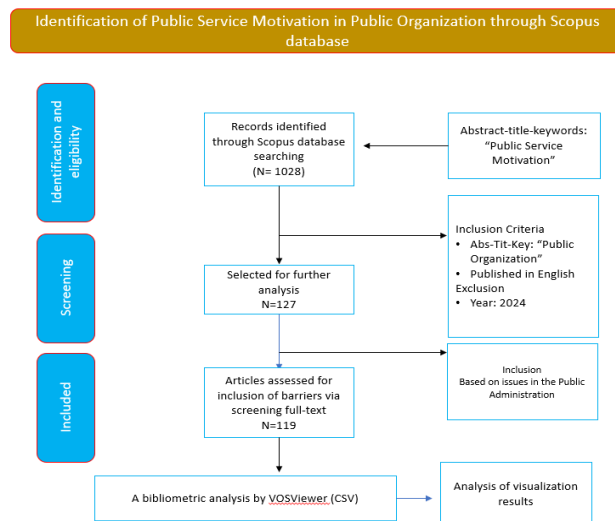 Identification of Public Service Motivation in Public Organization through Scopus
database
Identification and
eligibility
Records identified
through Scopus database
searching
(N= 1028)
Abstract-title-keywords:
“Public Service
Motivation”
Inclusion Criteria
• Abs-Tit-Key: “Public
Organization”
• Published in English
Exclusion
• Year: 2024
Screening
Selected for further
analysis
N=127
Inclusion
Based on issues in the Public
Administration
Included
Articles assessed for
inclusion of barriers via
screening full-text
N=119
A bibliometric analysis by VOSViewer (CSV)
Analysis of visualization
results